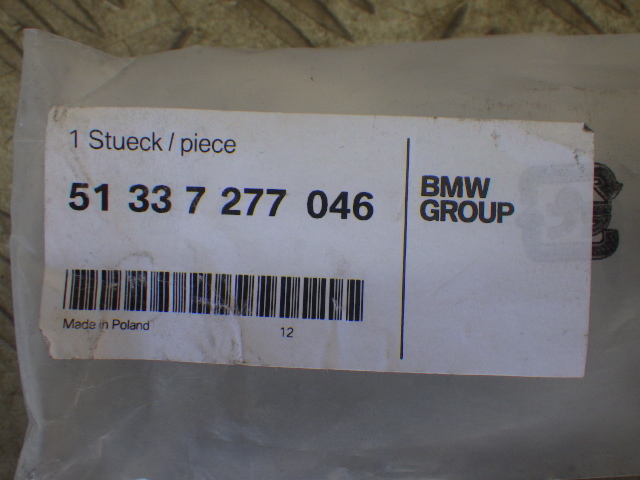 1 Stueck / piece
51 33 7 277 046
BMW
GROUP
Made in Poland
12